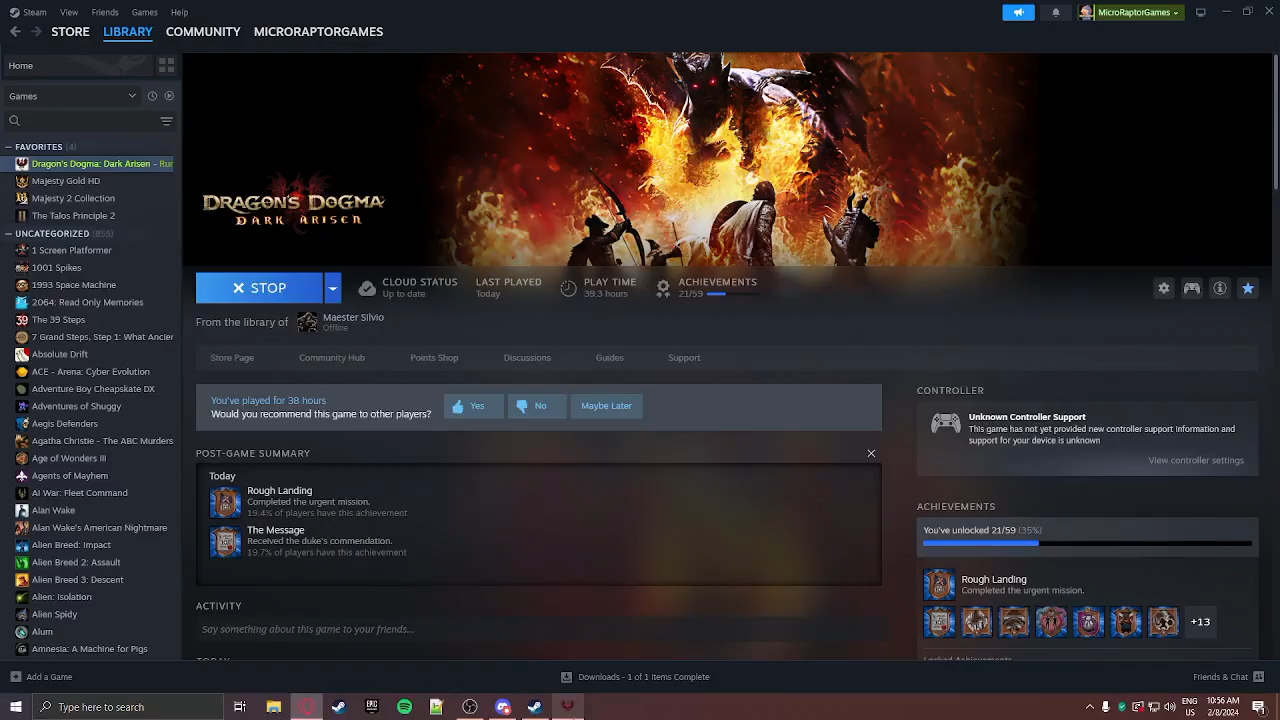 Steam View Friends Games Help
MicroRaptorGames
STORE LIBRARY COMMUNITY MICRORAPTORGAMES
Home
Games
FAVORITES (4)
Dragon's Dogma: Dark Arisen - Rur
Majesty Gold HD
Majesty 2 Collection
The Talos Principle 2
UNCATEGORIZED (855)
1 Screen Platformer
1001 Spikes
The 11th Machine
2064: Read Only Memories
The 39 Steps
7 Grand Steps, Step 1: What Ancier
Absolute Drift
ACE - Arena: Cyber Evolution
Adventure Boy Cheapskate DX
Adventures of Shuggy
Aegis Defenders
Agatha Christie - The ABC Murders
Age of Wonders III
Agents of Mayhem
AI War: Fleet Command
Alan Wake
Alan Wake's American Nightmare
Alien Breed: Impact
Alien Breed 2: Assault
Alien Breed 3: Descent
Alien: Isolation
Alien Spidy
Alum
Amnesia: A Machine for Pigs
DRAGON'S DOGMA
DARK ARISEN
STOP
CLOUD STATUS
Up to date
LAST PLAYED
Today
PLAY TIME
39.3 hours
ACHIEVEMENTS
21/59
From the library of Maester Silvio
Offline
Store Page Community Hub Points Shop Discussions Guides Support
You've played for 38 hours
Would you recommend this game to other players?
Yes No Maybe Later
POST-GAME SUMMARY
Today
Rough Landing
Completed the urgent mission.
19.4% of players have this achievement
The Message
Received the duke's commendation.
19.7% of players have this achievement
ACTIVITY
Say something about this game to your friends...
TODAY
CONTROLLER
Unknown Controller Support
This game has not yet provided new controller support information and
support for your device is unknown
View controller settings
ACHIEVEMENTS
You've unlocked 21/59 (35%)
Rough Landing
Completed the urgent mission.
+13
Locked Achievements
Add a Game
Downloads - 1 of 1 Items Complete
Friends & Chat
Type here to search
EPIC
US
10:56 AM
2/8/2024